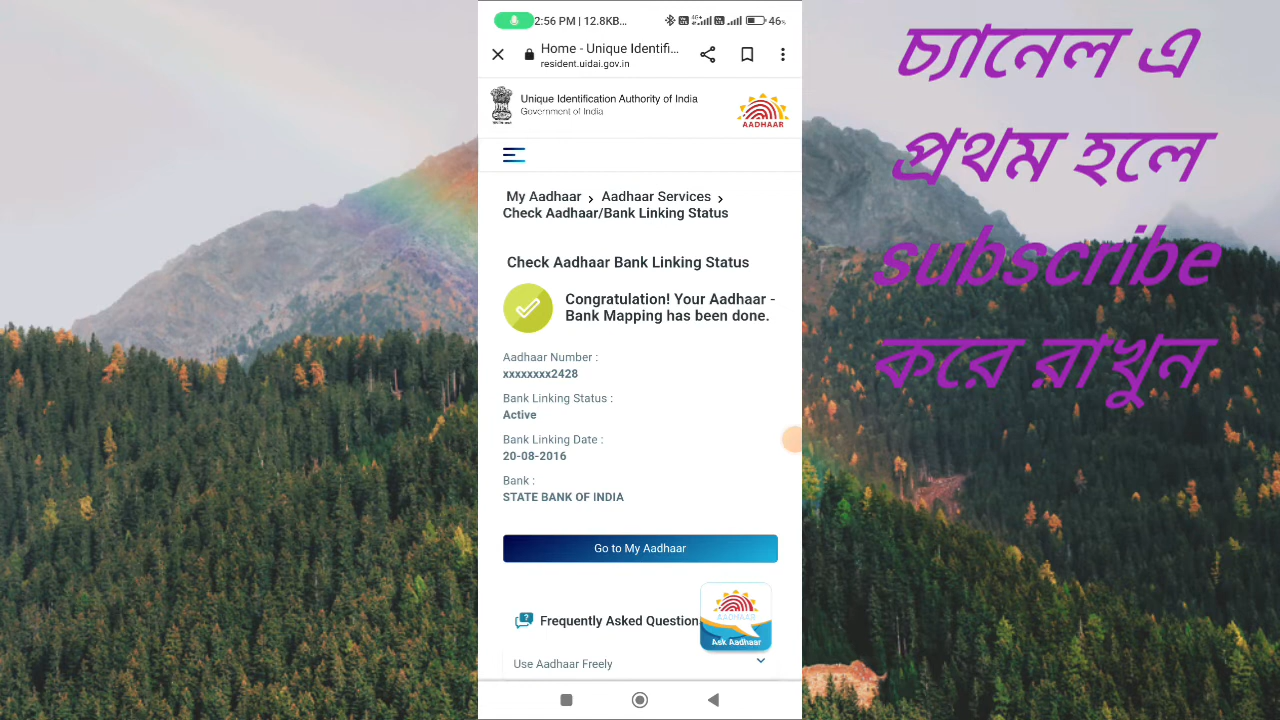 2:56 PM | 12.8KB...
46%
Home - Unique Identifi...
resident.uidai.gov.in
Unique Identification Authority of India
Government of India
AADHAAR
My Aadhaar > Aadhaar Services >
Check Aadhaar/Bank Linking Status
Check Aadhaar Bank Linking Status
Congratulation! Your Aadhaar -
Bank Mapping has been done.
Aadhaar Number :
xxxxxxxx2428
Bank Linking Status :
Active
Bank Linking Date :
20-08-2016
Bank :
STATE BANK OF INDIA
Go to My Aadhaar
Frequently Asked Question
AADHAAR
Ask Aadhaar
Use Aadhaar Freely
চ্যানেল এ
প্রথম হলে
subscribe
করে রাখুন